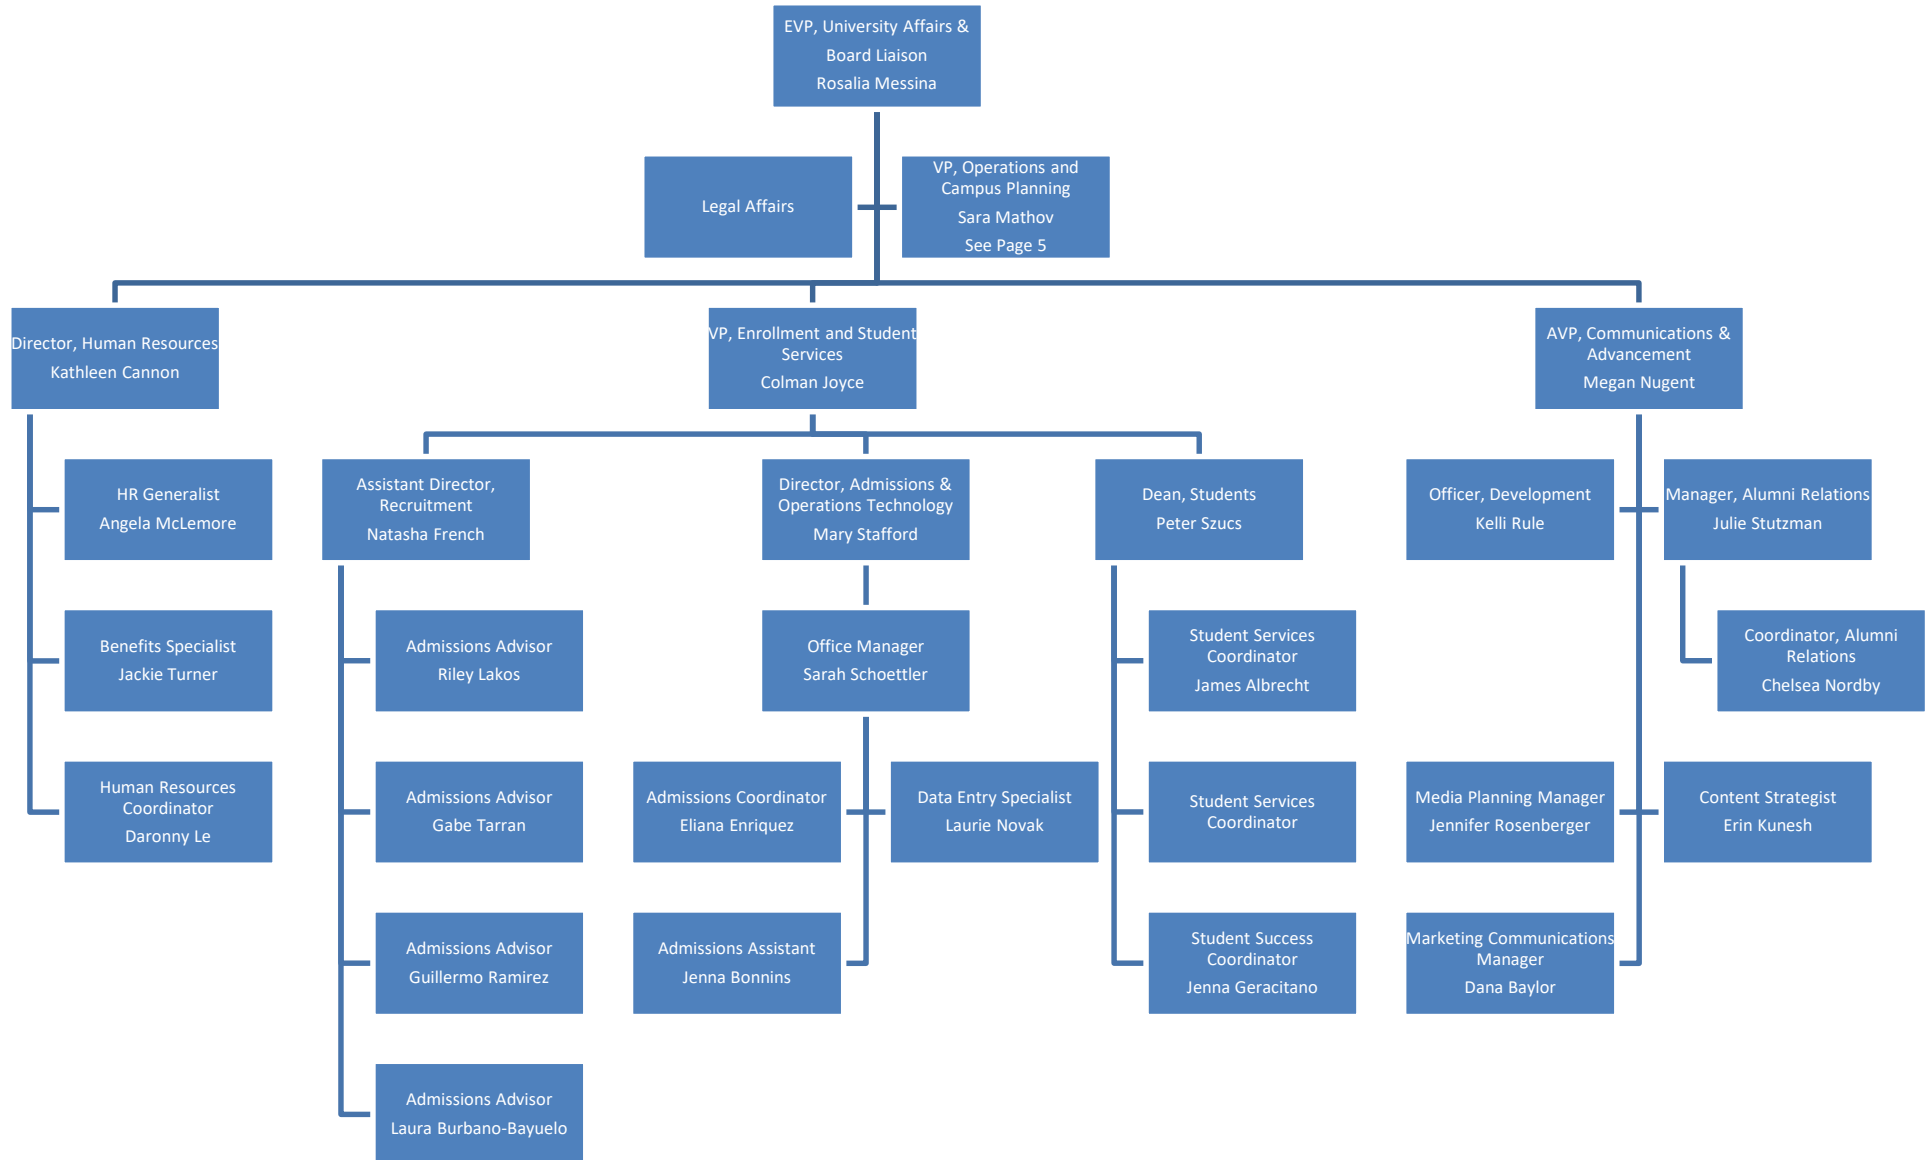 EVP, University Affairs &
Board Liaison
Rosalia Messina
Legal Affairs
VP, Operations and
Campus Planning
Sara Mathov
See Page 5
Director, Human Resources
Kathleen Cannon
VP, Enrollment and Student
Services
Colman Joyce
AVP, Communications &
Advancement
Megan Nugent
HR Generalist
Angela McLemore
Assistant Director,
Recruitment
Natasha French
Director, Admissions &
Operations Technology
Mary Stafford
Dean, Students
Peter Szucs
Officer, Development
Kelli Rule
Manager, Alumni Relations
Julie Stutzman
Benefits Specialist
Jackie Turner
Admissions Advisor
Riley Lakos
Office Manager
Sarah Schoettler
Student Services
Coordinator
James Albrecht
Coordinator, Alumni
Relations
Chelsea Nordby
Human Resources
Coordinator
Daronny Le
Admissions Advisor
Gabe Tarran
Admissions Coordinator
Eliana Enriquez
Data Entry Specialist
Laurie Novak
Student Services
Coordinator
Media Planning Manager
Jennifer Rosenberger
Content Strategist
Erin Kunesh
Admissions Advisor
Guillermo Ramirez
Admissions Assistant
Jenna Bonnins
Student Success
Coordinator
Jenna Geracitano
Marketing Communications
Manager
Dana Baylor
Admissions Advisor
Laura Burbano-Bayuelo